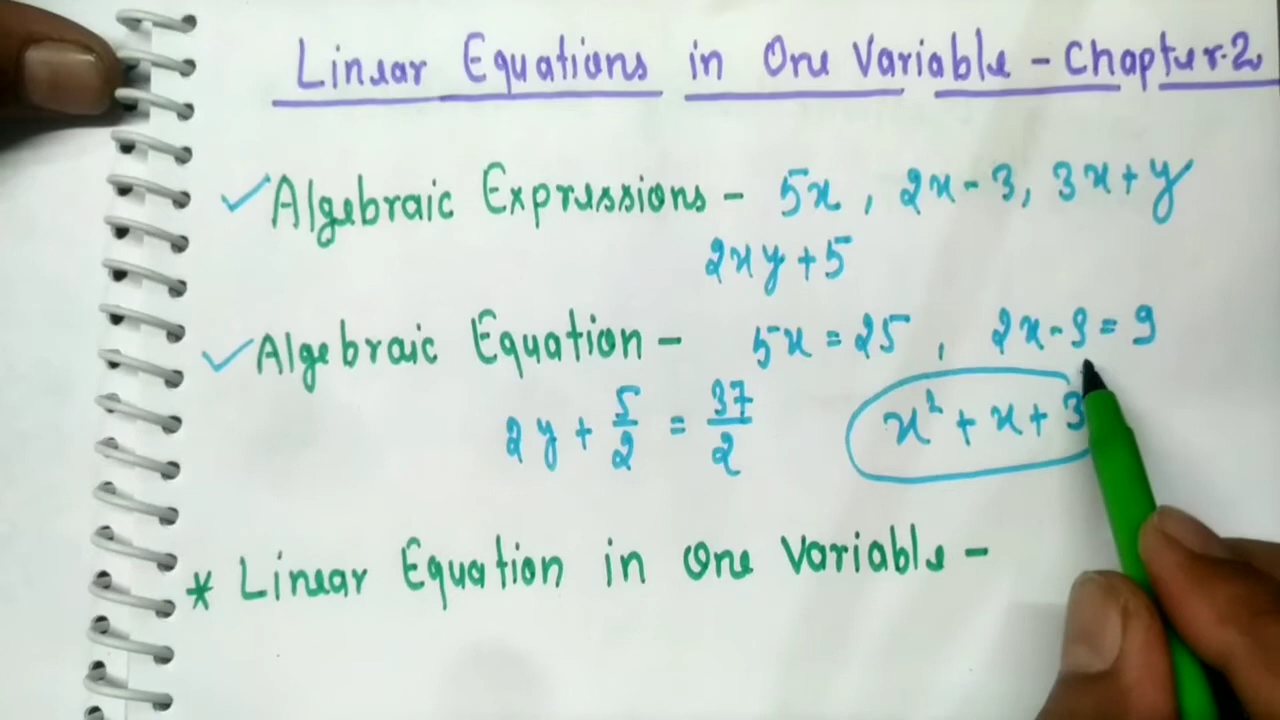 Linear Equations in One Variable - Chapter.2
✓ Algebraic Expressions - 5x, 2x-3, 3x+y
2xy+5
✓ Algebraic Equation - 5x=25, 2x-3=9
2y + 5/2 = 37/2 x² + x + 3
* Linear Equation in One Variable -